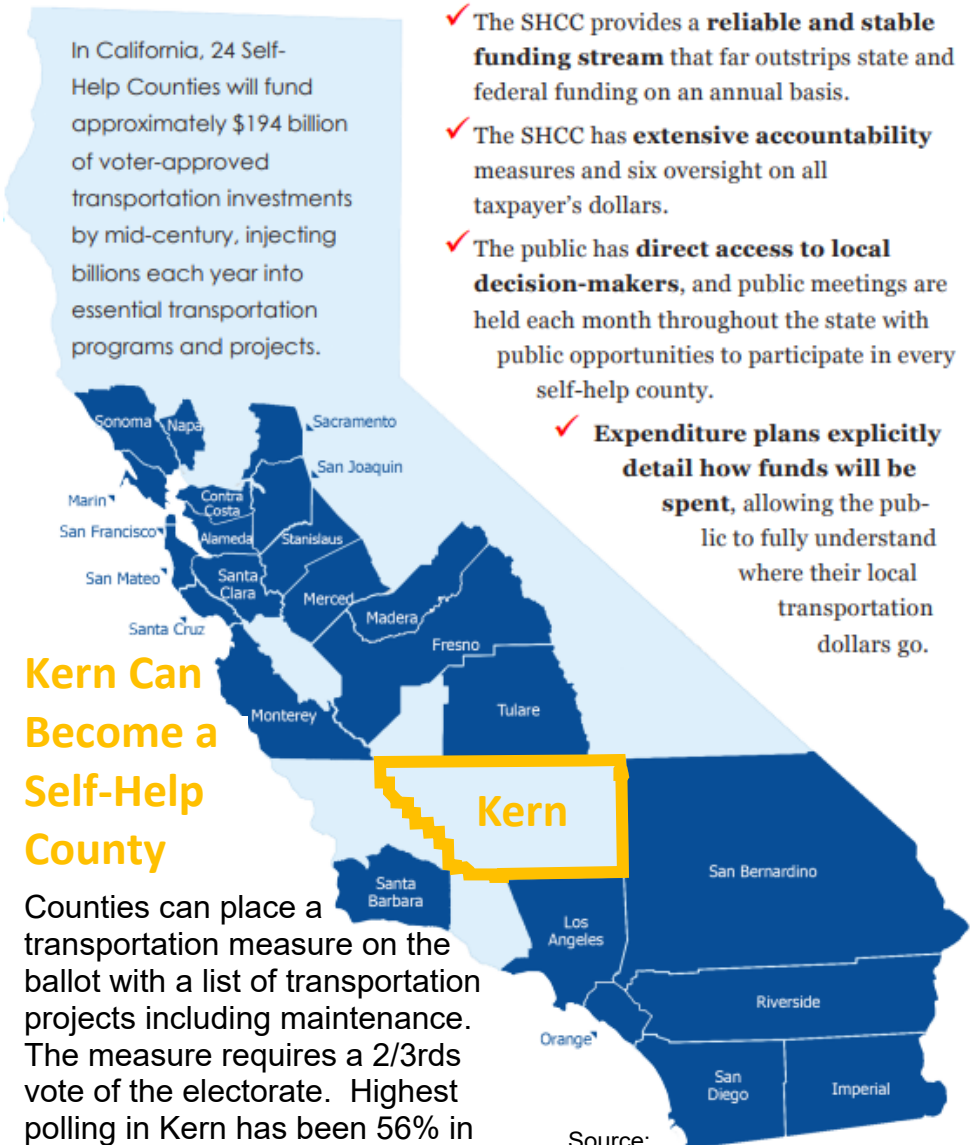 In California, 24 Self-
Help Counties will fund
approximately $194 billion
of voter-approved
transportation investments
by mid-century, injecting
billions each year into
essential transportation
programs and projects.
The SHCC provides a reliable and stable
funding stream that far outstrips state and
federal funding on an annual basis.
The SHCC has extensive accountability
measures and six oversight on all
taxpayer’s dollars.
The public has direct access to local
decision-makers, and public meetings are
held each month throughout the state with
public opportunities to participate in every
self-help county.
Expenditure plans explicitly
detail how funds will be
spent, allowing the pub-
lic to fully understand
where their local
transportation
dollars go.
Sonoma
Napa
Sacramento
San Joaquin
Marin
Contra
Costa
San Francisco
Alameda
Stanislaus
San Mateo
Santa
Clara
Merced
Madera
Santa Cruz
Fresno
Monterey
Tulare
Kern
San Bernardino
Santa
Barbara
Los
Angeles
Riverside
Orange
San
Diego
Imperial
Kern Can
Become a
Self-Help
County
Counties can place a
transportation measure on the
ballot with a list of transportation
projects including maintenance.
The measure requires a 2/3rds
vote of the electorate.  Highest
polling in Kern has been 56% in
Source: